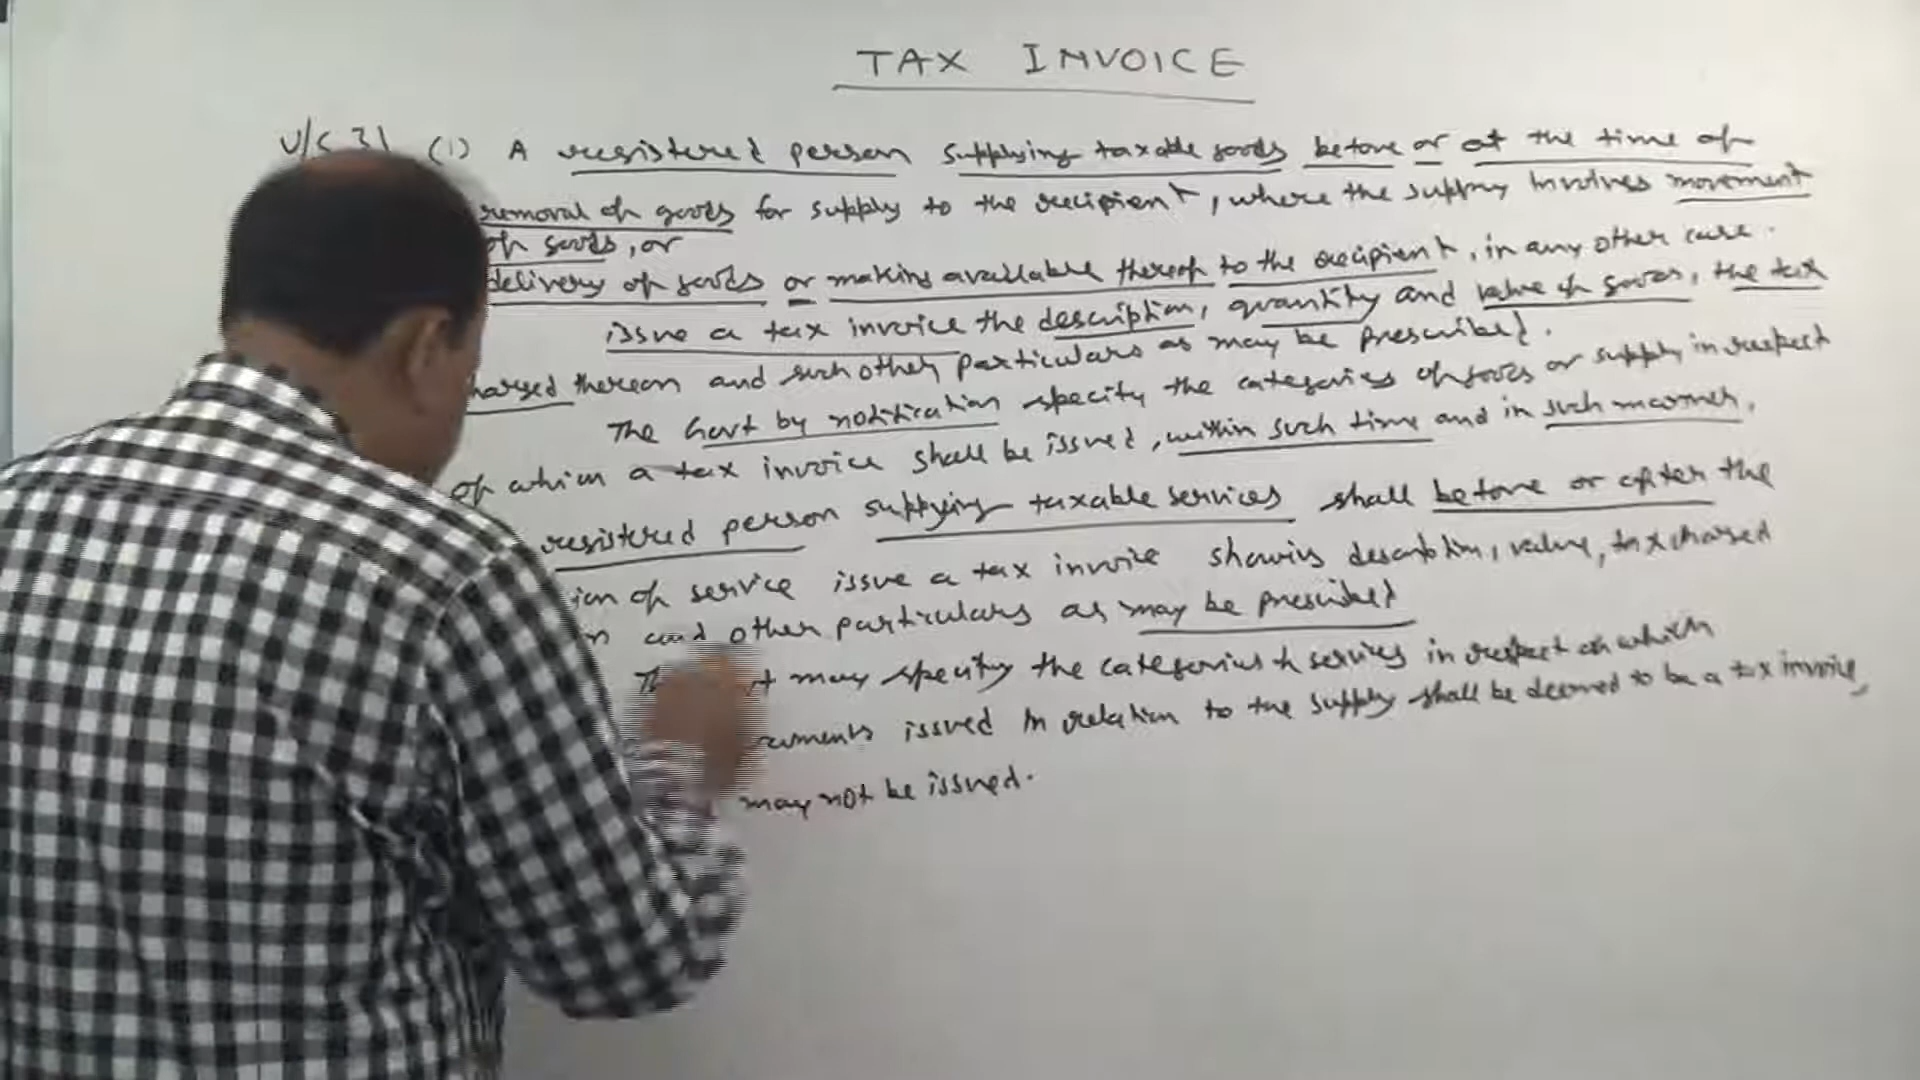 TAX INVOICE
U/S 31 (1) A registered person supplying taxable goods before or at the time of
removal of goods for supply to the recipient, where the supply involves movement
of goods, or
delivery of goods or making available thereof to the recipient, in any other case.
issue a tax invoice the description, quantity and value of goods, the tax
harged thereon and such other particulars as may be prescribed.
The Govt by notification specify the categories of goods or supply in respect
of which a tax invoice shall be issued, within such time and in such manner.
registered person supplying taxable services shall before or after the
ion of service issue a tax invoice showing description, value, tax charged
n and other particulars as may be prescribed
may specify the categories of services in respect of which
cuments issued in relation to the supply shall be deemed to be a tax invoice,
may not be issued.